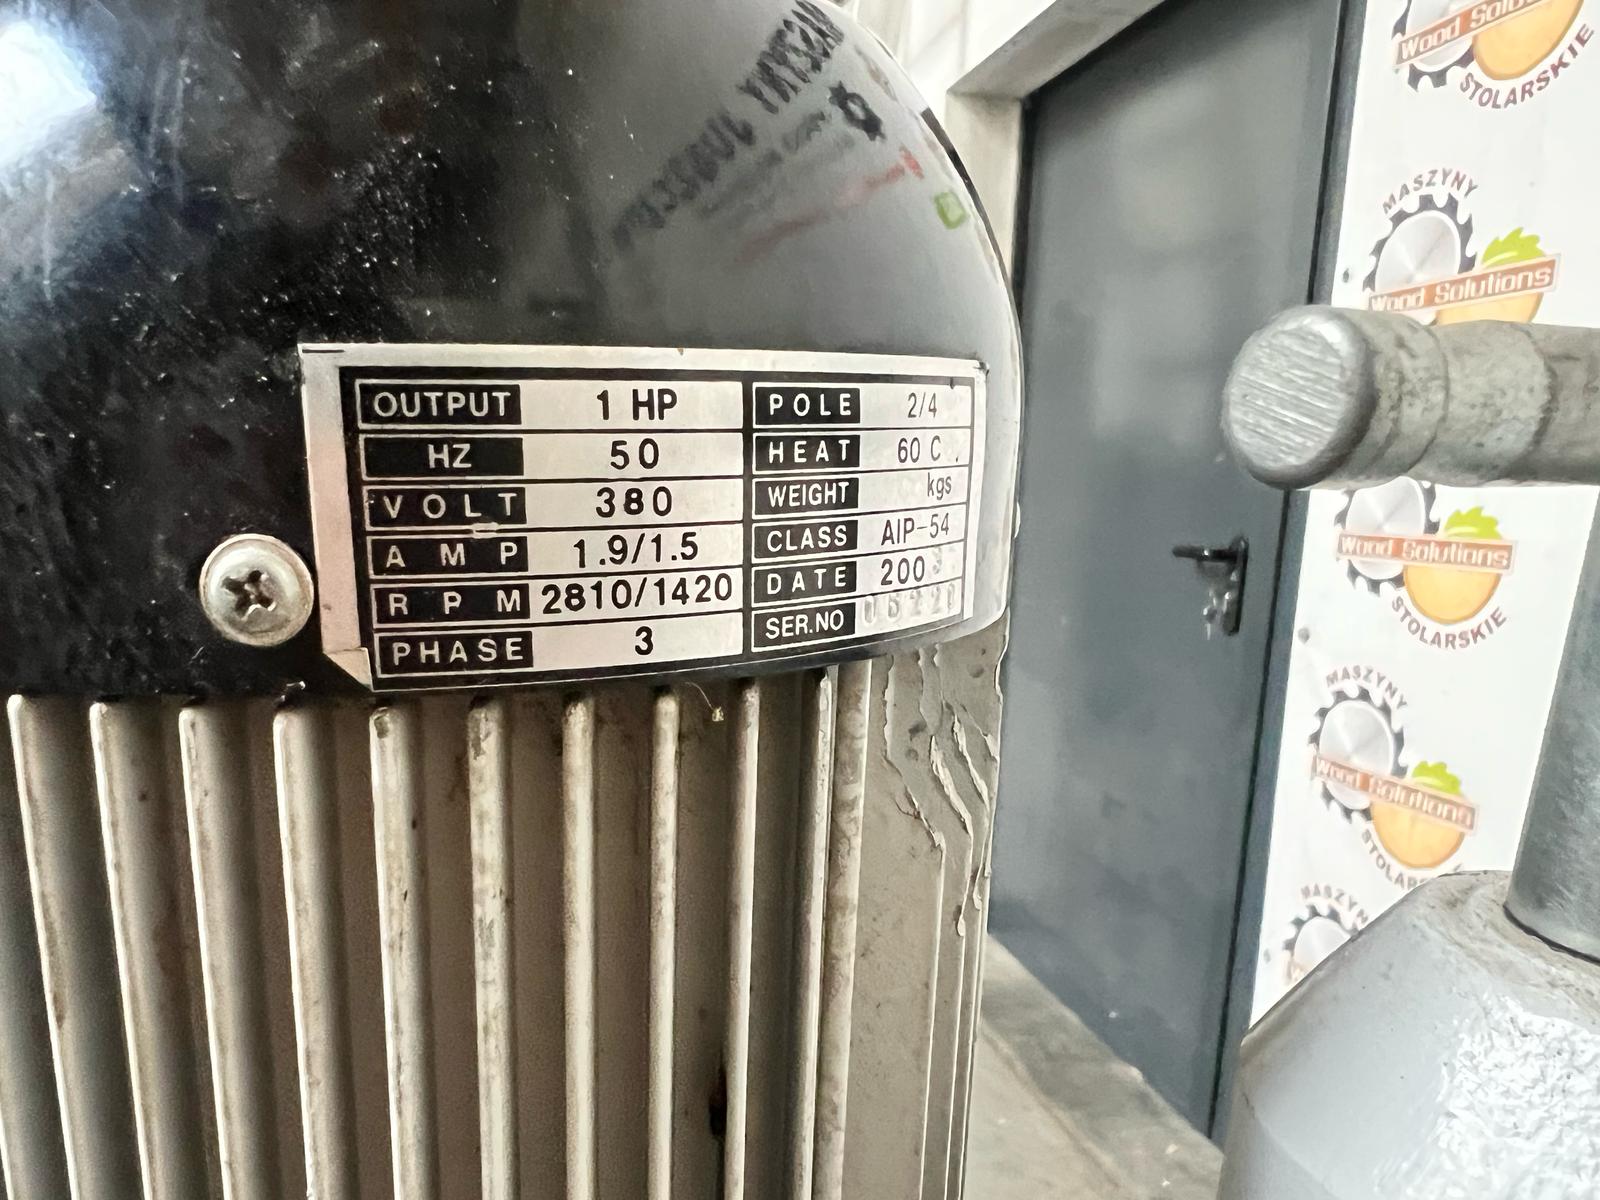 OUTPUT 1 HP
HZ 50
VOLT 380
AMP 1.9/1.5
RPM 2810/1420
PHASE 3
POLE 2/4
HEAT 60 C.
WEIGHT kgs
CLASS AIP-54
DATE 200
SER.NO
Wood
STOLARSKIE
MASZYNY
Wood Solutions
Wood Solutions
STOLARSKIE
MASZYNY
Wood Solutions
STOLARSKIE
MASZYNY